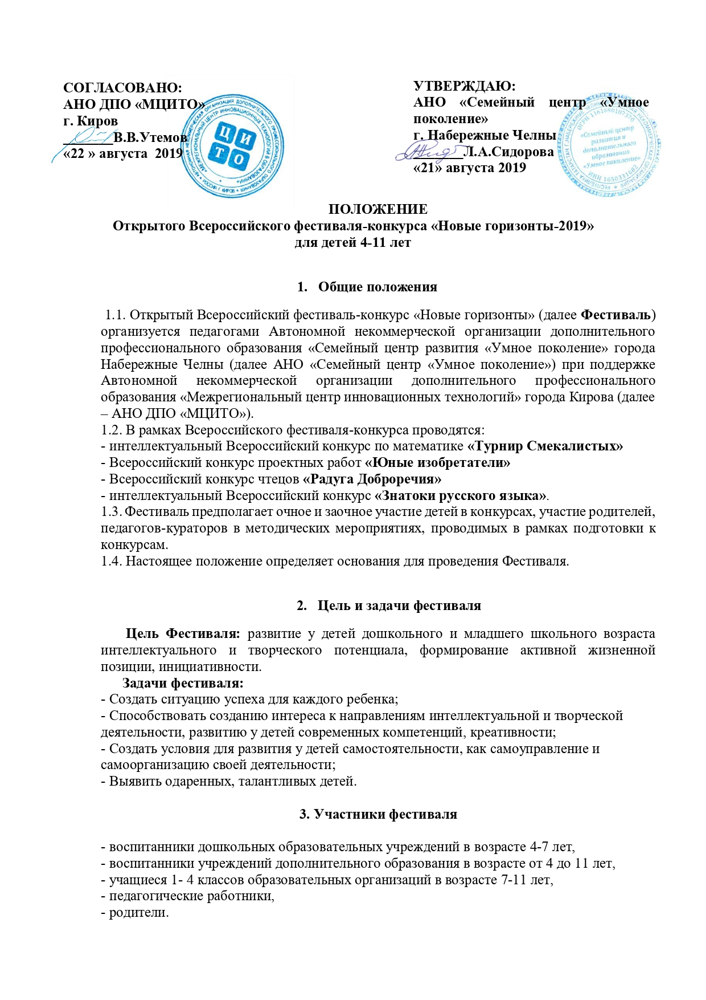 СОГЛАСОВАНО:
АНО ДПО «МЦИТО»
г. Киров
_______В.В.Утемов
«22 » августа 2019
УТВЕРЖДАЮ:
АНО «Семейный центр «Умное
поколение»
г. Набережные Челны
_______Л.А.Сидорова
«21» августа 2019
ЦИТО
«Семейный центр
развития и
дополнительного
образования
«Умное поколение»
ОГРН 1161690107370
ИНН 1650331682
ПОЛОЖЕНИЕ
Открытого Всероссийского фестиваля-конкурса «Новые горизонты-2019»
для детей 4-11 лет
1. Общие положения
1.1. Открытый Всероссийский фестиваль-конкурс «Новые горизонты» (далее Фестиваль)
организуется педагогами Автономной некоммерческой организации дополнительного
профессионального образования «Семейный центр развития «Умное поколение» города
Набережные Челны (далее АНО «Семейный центр «Умное поколение») при поддержке
Автономной некоммерческой организации дополнительного профессионального
образования «Межрегиональный центр инновационных технологий» города Кирова (далее
– АНО ДПО «МЦИТО»).
1.2. В рамках Всероссийского фестиваля-конкурса проводятся:
- интеллектуальный Всероссийский конкурс по математике «Турнир Смекалистых»
- Всероссийский конкурс проектных работ «Юные изобретатели»
- Всероссийский конкурс чтецов «Радуга Доброречия»
- интеллектуальный Всероссийский конкурс «Знатоки русского языка».
1.3. Фестиваль предполагает очное и заочное участие детей в конкурсах, участие родителей,
педагогов-кураторов в методических мероприятиях, проводимых в рамках подготовки к
конкурсам.
1.4. Настоящее положение определяет основания для проведения Фестиваля.
2. Цель и задачи фестиваля
Цель Фестиваля: развитие у детей дошкольного и младшего школьного возраста
интеллектуального и творческого потенциала, формирование активной жизненной
позиции, инициативности.
Задачи фестиваля:
- Создать ситуацию успеха для каждого ребенка;
- Способствовать созданию интереса к направлениям интеллектуальной и творческой
деятельности, развитию у детей современных компетенций, креативности;
- Создать условия для развития у детей самостоятельности, как самоуправление и
самоорганизацию своей деятельности;
- Выявить одаренных, талантливых детей.
3. Участники фестиваля
- воспитанники дошкольных образовательных учреждений в возрасте 4-7 лет,
- воспитанники учреждений дополнительного образования в возрасте от 4 до 11 лет,
- учащиеся 1- 4 классов образовательных организаций в возрасте 7-11 лет,
- педагогические работники,
- родители.